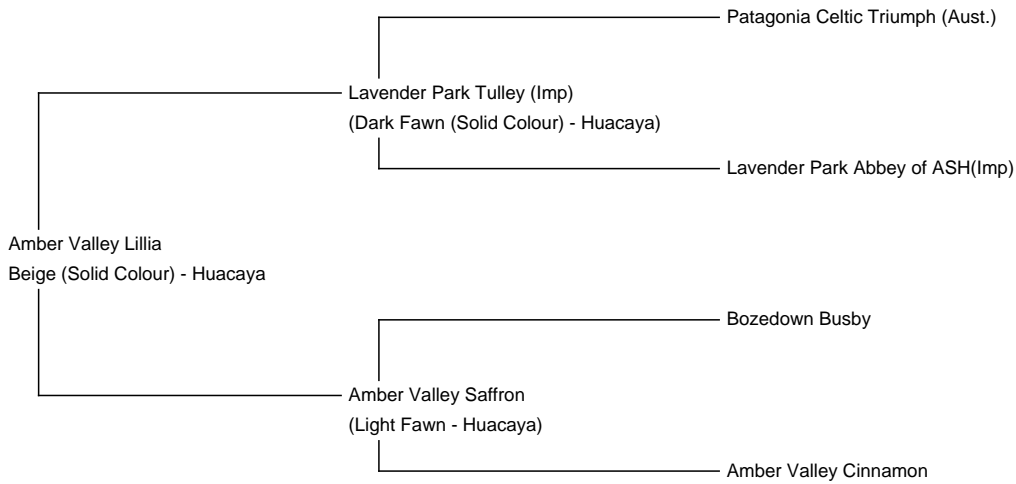 Patagonia Celtic Triumph (Aust.)
Lavender Park Tulley (Imp)
(Dark Fawn (Solid Colour) - Huacaya)
Lavender Park Abbey of ASH(Imp)
Amber Valley Lillia
Beige (Solid Colour) - Huacaya
Bozedown Busby
Amber Valley Saffron
(Light Fawn - Huacaya)
Amber Valley Cinnamon